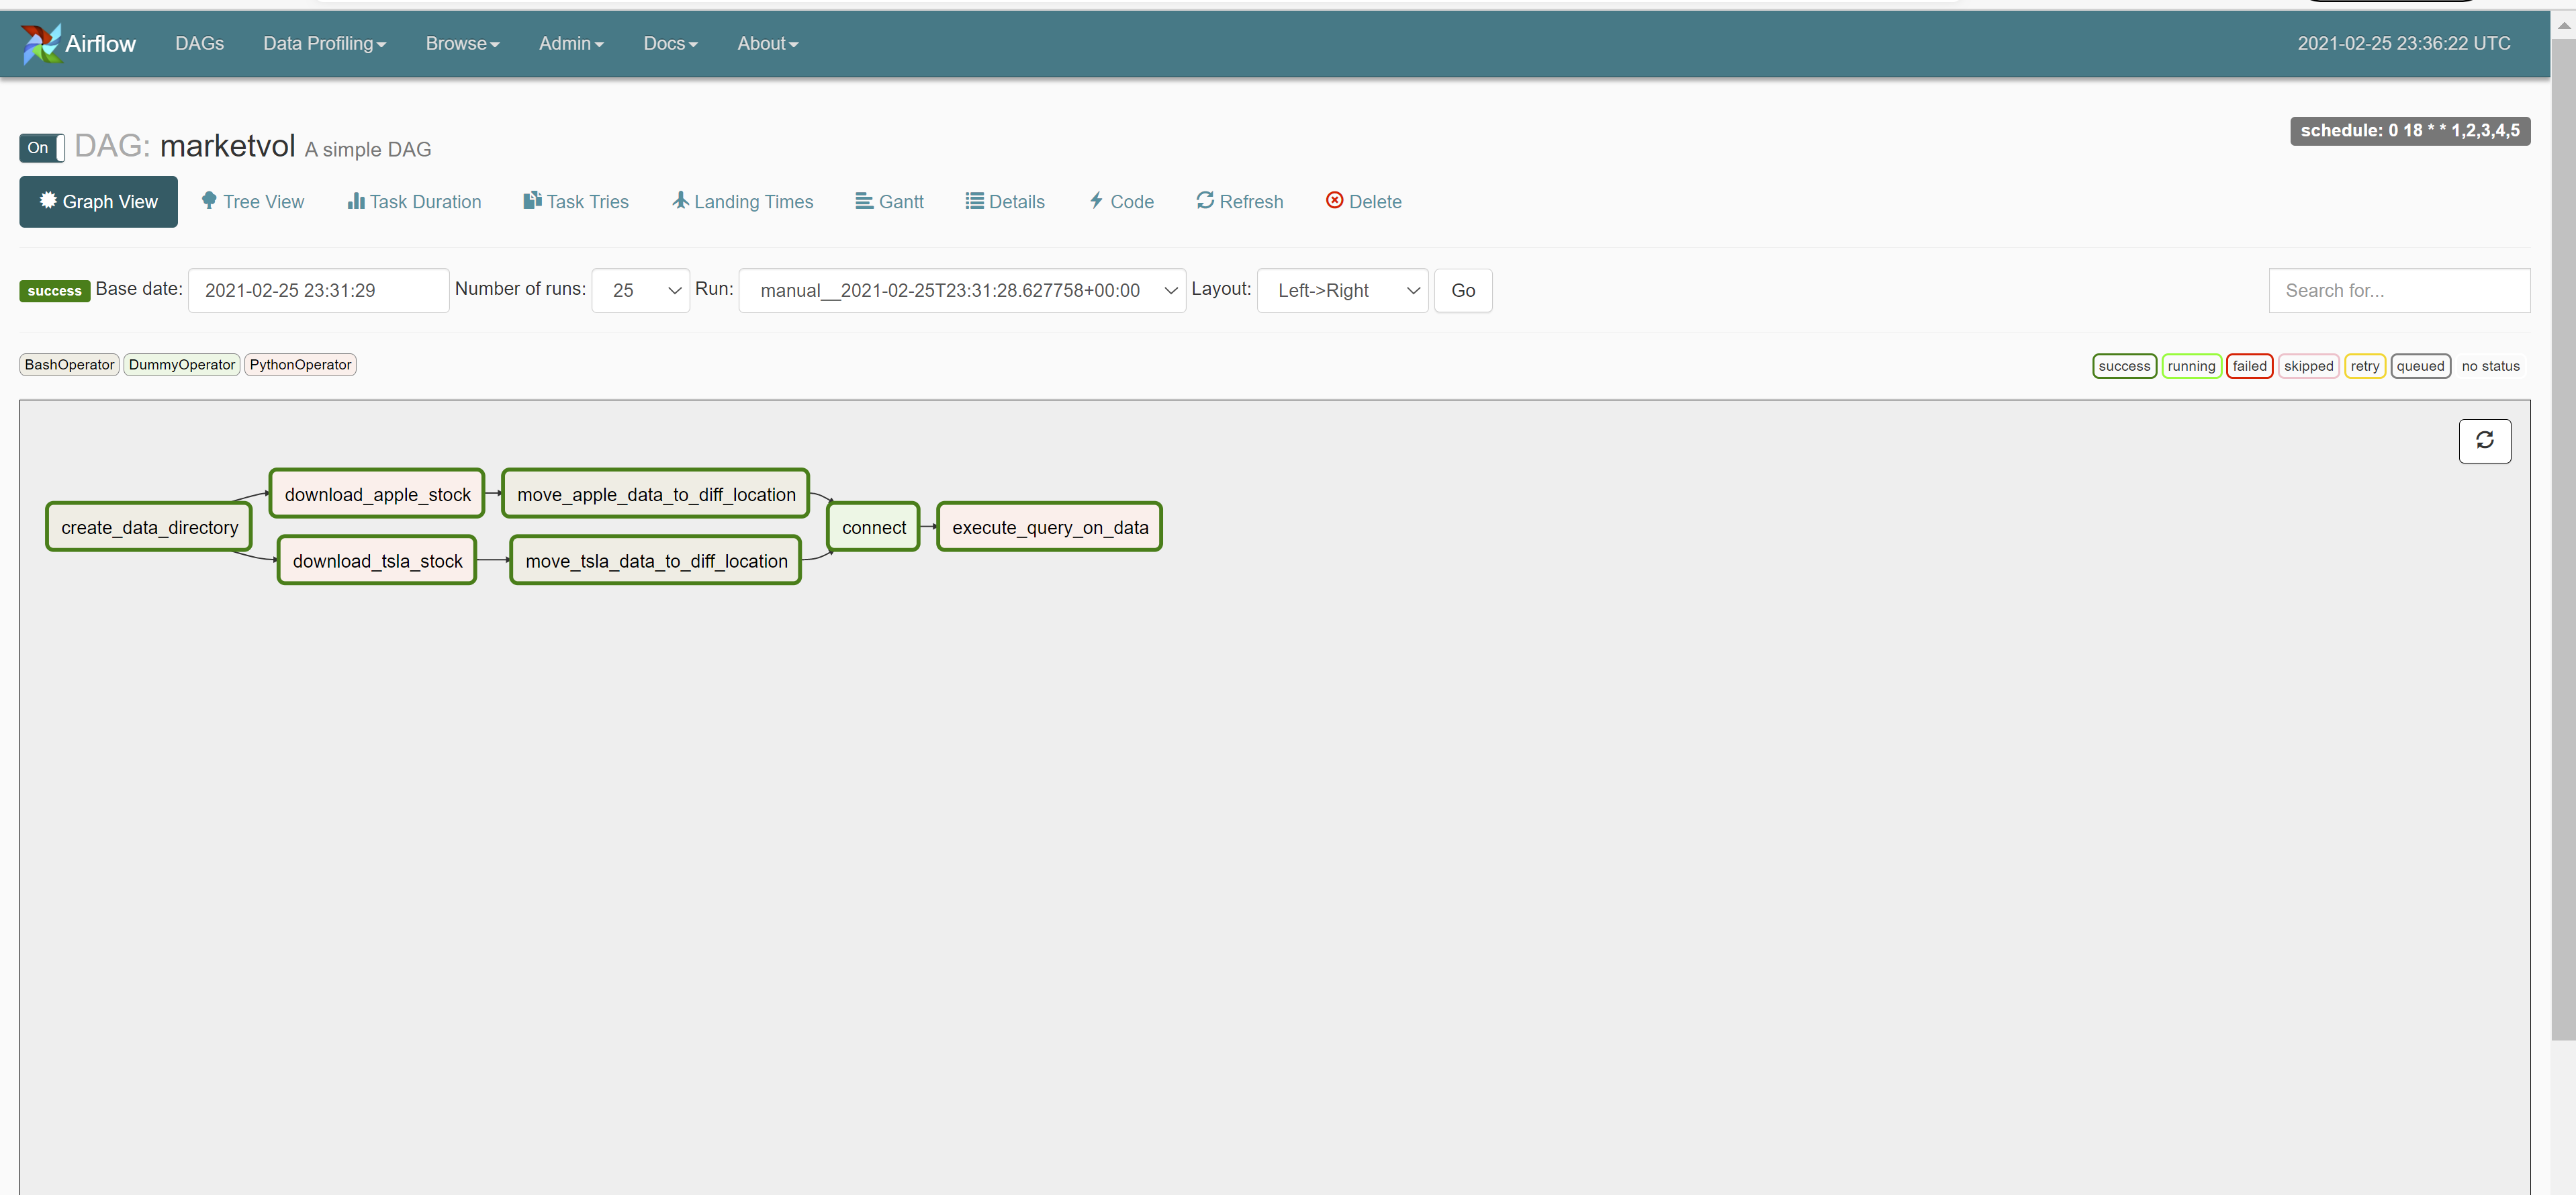 Airflow DAGs Data Profiling Browse Admin Docs About 2021-02-25 23:36:22 UTC
On DAG: marketvol A simple DAG schedule: 0 18 * * 1,2,3,4,5
Graph View Tree View Task Duration Task Tries Landing Times Gantt Details Code Refresh Delete
success Base date: 2021-02-25 23:31:29 Number of runs: 25 Run: manual__2021-02-25T23:31:28.627758+00:00 Layout: Left->Right Go Search for...
BashOperator DummyOperator PythonOperator success running failed skipped retry queued no status
download_apple_stock move_apple_data_to_diff_location
create_data_directory connect execute_query_on_data
download_tsla_stock move_tsla_data_to_diff_location